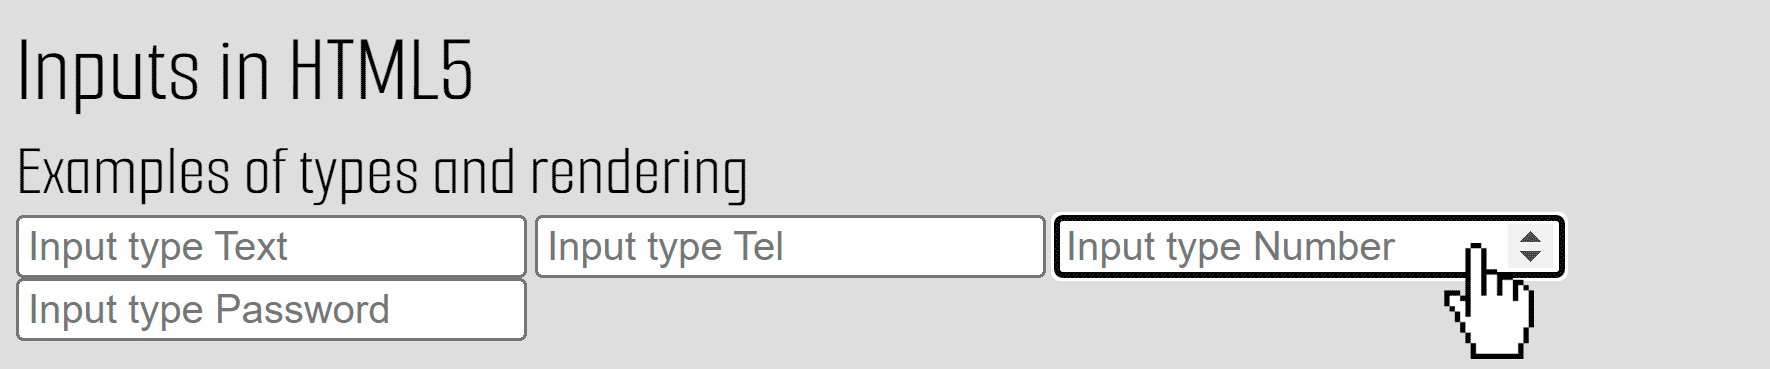 Inputs in HTML5
Examples of types and rendering
Input type Text
Input type Tel
Input type Number
Input type Password